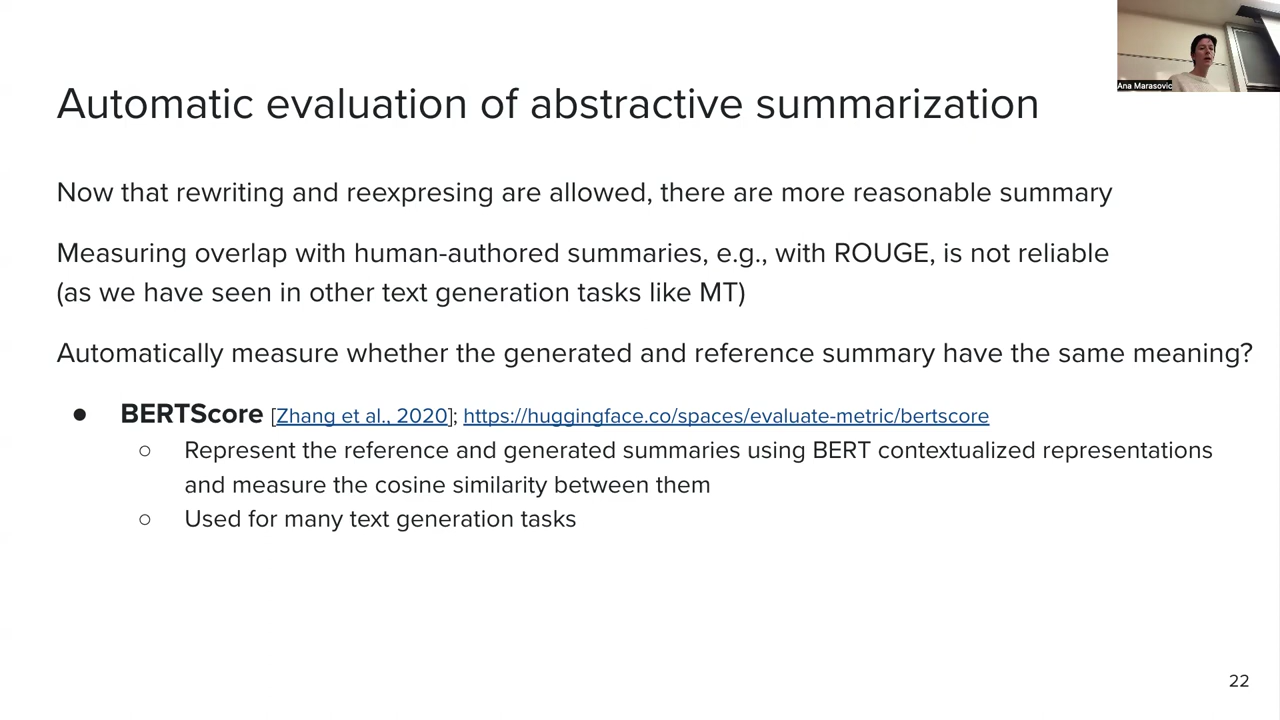 Ana Marasovic
Automatic evaluation of abstractive summarization
Now that rewriting and reexpresing are allowed, there are more reasonable summary
Measuring overlap with human-authored summaries, e.g., with ROUGE, is not reliable
(as we have seen in other text generation tasks like MT)
Automatically measure whether the generated and reference summary have the same meaning?
● BERTScore [Zhang et al., 2020]; https://huggingface.co/spaces/evaluate-metric/bertscore
○ Represent the reference and generated summaries using BERT contextualized representations
and measure the cosine similarity between them
○ Used for many text generation tasks
22